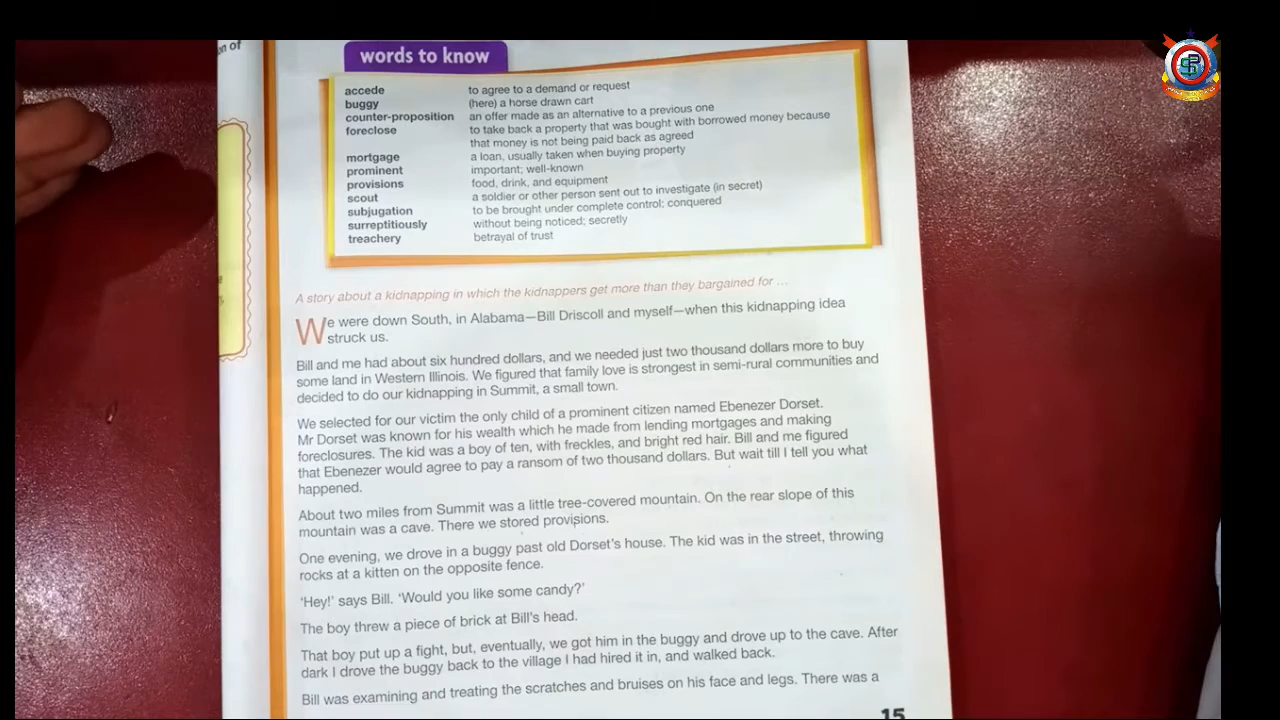 on of
words to know
accede to agree to a demand or request
buggy (here) a horse drawn cart
counter-proposition an offer made as an alternative to a previous one
foreclose to take back a property that was bought with borrowed money because
that money is not being paid back as agreed
mortgage a loan, usually taken when buying property
prominent important; well-known
provisions food, drink, and equipment
scout a soldier or other person sent out to investigate (in secret)
subjugation to be brought under complete control; conquered
surreptitiously without being noticed; secretly
treachery betrayal of trust
A story about a kidnapping in which the kidnappers get more than they bargained for ...
We were down South, in Alabama—Bill Driscoll and myself—when this kidnapping idea
struck us.
Bill and me had about six hundred dollars, and we needed just two thousand dollars more to buy
some land in Western Illinois. We figured that family love is strongest in semi-rural communities and
decided to do our kidnapping in Summit, a small town.
We selected for our victim the only child of a prominent citizen named Ebenezer Dorset.
Mr Dorset was known for his wealth which he made from lending mortgages and making
foreclosures. The kid was a boy of ten, with freckles, and bright red hair. Bill and me figured
that Ebenezer would agree to pay a ransom of two thousand dollars. But wait till I tell you what
happened.
About two miles from Summit was a little tree-covered mountain. On the rear slope of this
mountain was a cave. There we stored provisions.
One evening, we drove in a buggy past old Dorset's house. The kid was in the street, throwing
rocks at a kitten on the opposite fence.
'Hey!' says Bill. 'Would you like some candy?'
The boy threw a piece of brick at Bill's head.
That boy put up a fight, but, eventually, we got him in the buggy and drove up to the cave. After
dark I drove the buggy back to the village I had hired it in, and walked back.
Bill was examining and treating the scratches and bruises on his face and legs. There was a
15